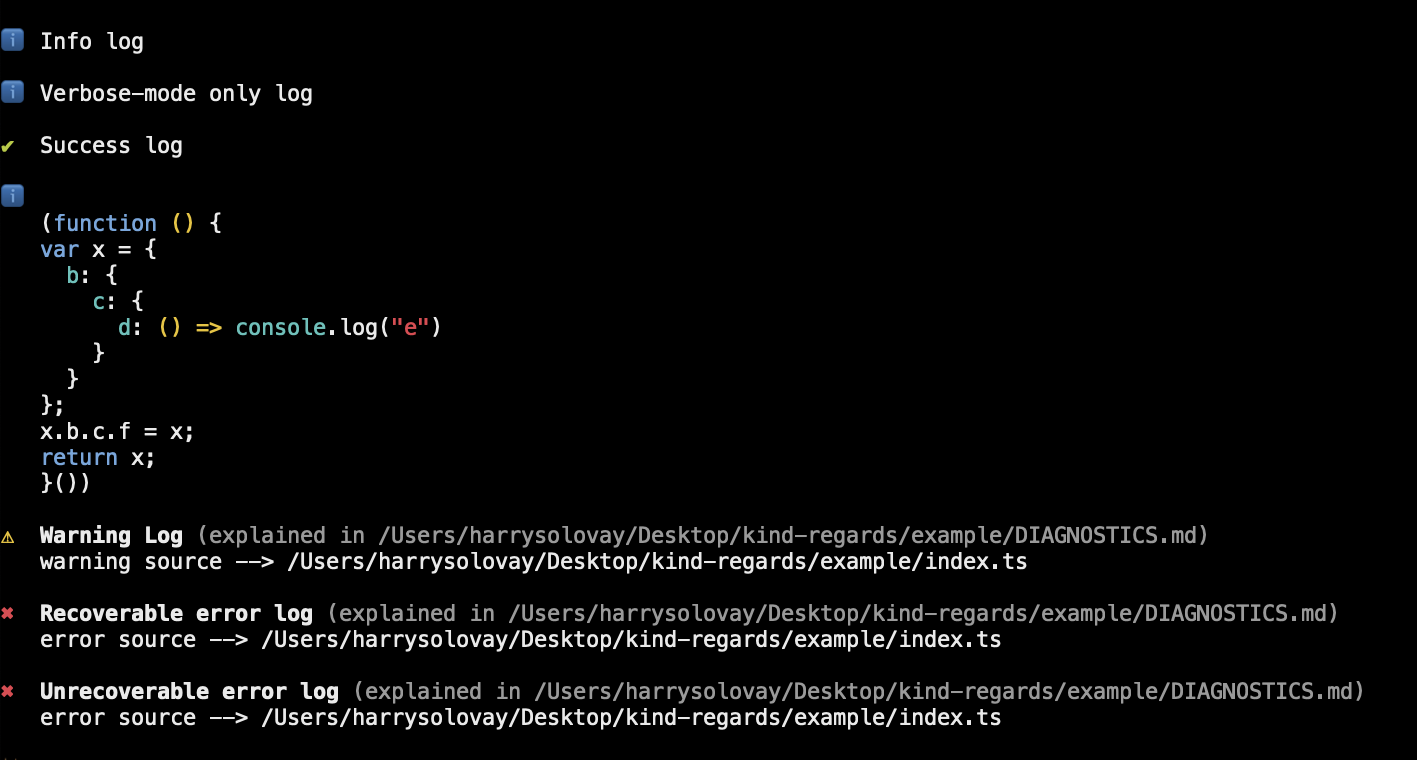 ℹ Info log
ℹ Verbose-mode only log
✔ Success log
ℹ
(function () {
var x = {
  b: {
    c: {
      d: () => console.log("e")
    }
  }
};
x.b.c.f = x;
return x;
}())
⚠ Warning Log (explained in /Users/harrysolovay/Desktop/kind-regards/example/DIAGNOSTICS.md)
warning source --> /Users/harrysolovay/Desktop/kind-regards/example/index.ts
✖ Recoverable error log (explained in /Users/harrysolovay/Desktop/kind-regards/example/DIAGNOSTICS.md)
error source --> /Users/harrysolovay/Desktop/kind-regards/example/index.ts
✖ Unrecoverable error log (explained in /Users/harrysolovay/Desktop/kind-regards/example/DIAGNOSTICS.md)
error source --> /Users/harrysolovay/Desktop/kind-regards/example/index.ts